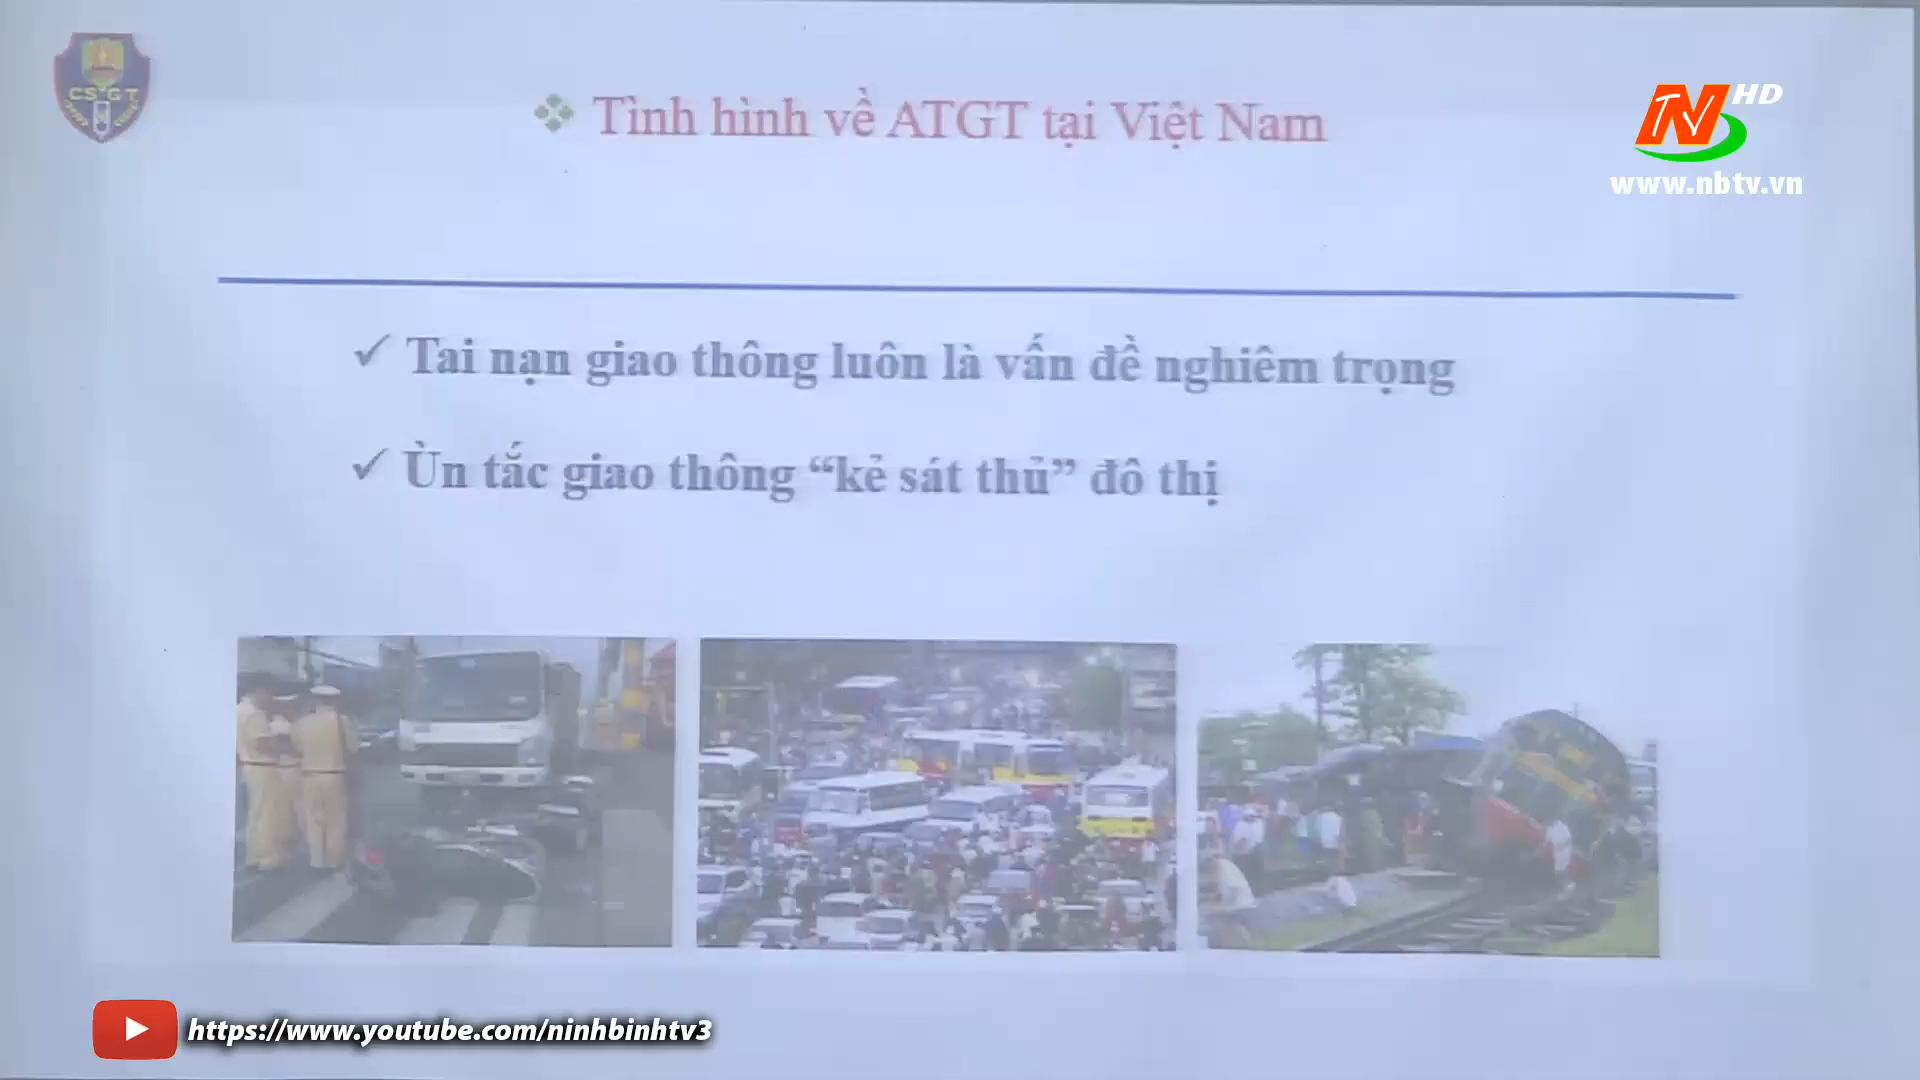 CSGT
Tình hình về ATGT tại Việt Nam
HD
www.nbtv.vn
Tai nạn giao thông luôn là vấn đề nghiêm trọng
Ùn tắc giao thông “kẻ sát thủ” đô thị
https://www.youtube.com/ninhbinhtv3